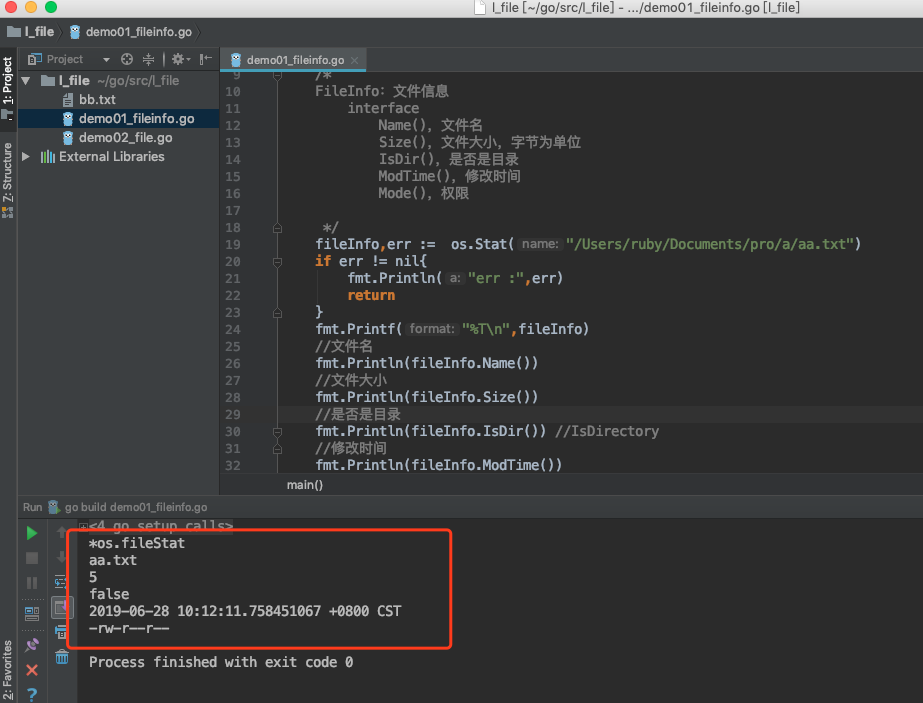 l_file [~/go/src/l_file] - .../demo01_fileinfo.go [l_file]
l_file
demo01_fileinfo.go
1: Project
Project
demo01_fileinfo.go
l_file ~/go/src/l_file
bb.txt
demo01_fileinfo.go
demo02_file.go
External Libraries
7: Structure
9 /*
10 FileInfo：文件信息
11 interface
12 Name()，文件名
13 Size()，文件大小，字节为单位
14 IsDir()，是否是目录
15 ModTime()，修改时间
16 Mode()，权限
17
18 */
19 fileInfo,err := os.Stat( name: "/Users/ruby/Documents/pro/a/aa.txt")
20 if err != nil{
21 fmt.Println( a: "err :",err)
22 return
23 }
24 fmt.Printf( format: "%T\n",fileInfo)
25 //文件名
26 fmt.Println(fileInfo.Name())
27 //文件大小
28 fmt.Println(fileInfo.Size())
29 //是否是目录
30 fmt.Println(fileInfo.IsDir()) //IsDirectory
31 //修改时间
32 fmt.Println(fileInfo.ModTime())
main()
Run go build demo01_fileinfo.go
<4 go setup calls>
*os.fileStat
aa.txt
5
false
2019-06-28 10:12:11.758451067 +0800 CST
-rw-r--r--
Process finished with exit code 0
2: Favorites